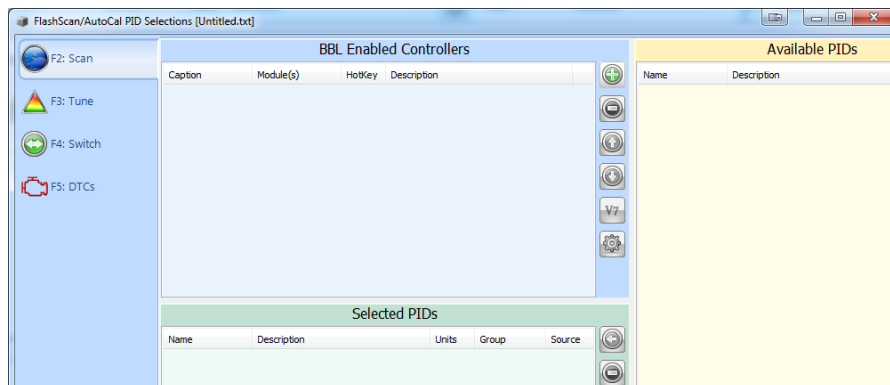 FlashScan/AutoCal PID Selections [Untitled.txt]
F2: Scan
F3: Tune
F4: Switch
F5: DTCs
BBL Enabled Controllers
Caption Module(s) HotKey Description
V7
Selected PIDs
Name Description Units Group Source
Available PIDs
Name Description